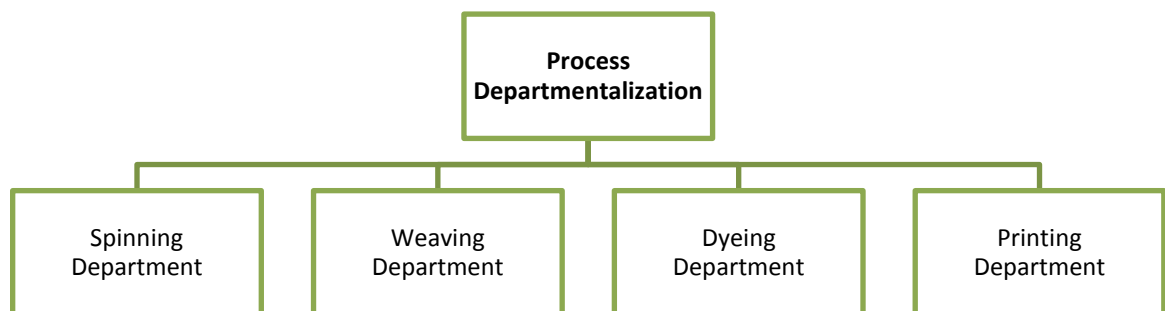 Process
Departmentalization
Spinning
Department
Weaving
Department
Dyeing
Department
Printing
Department